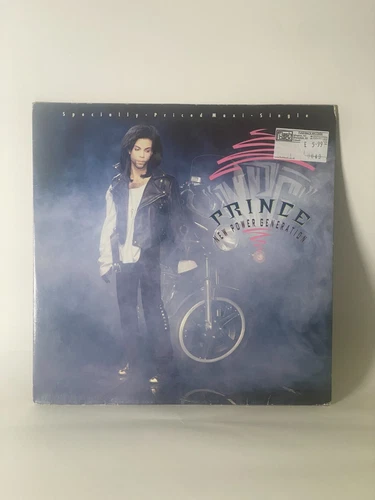 Specially-Priced Maxi-Single
PRINCE
NEW POWER GENERATION